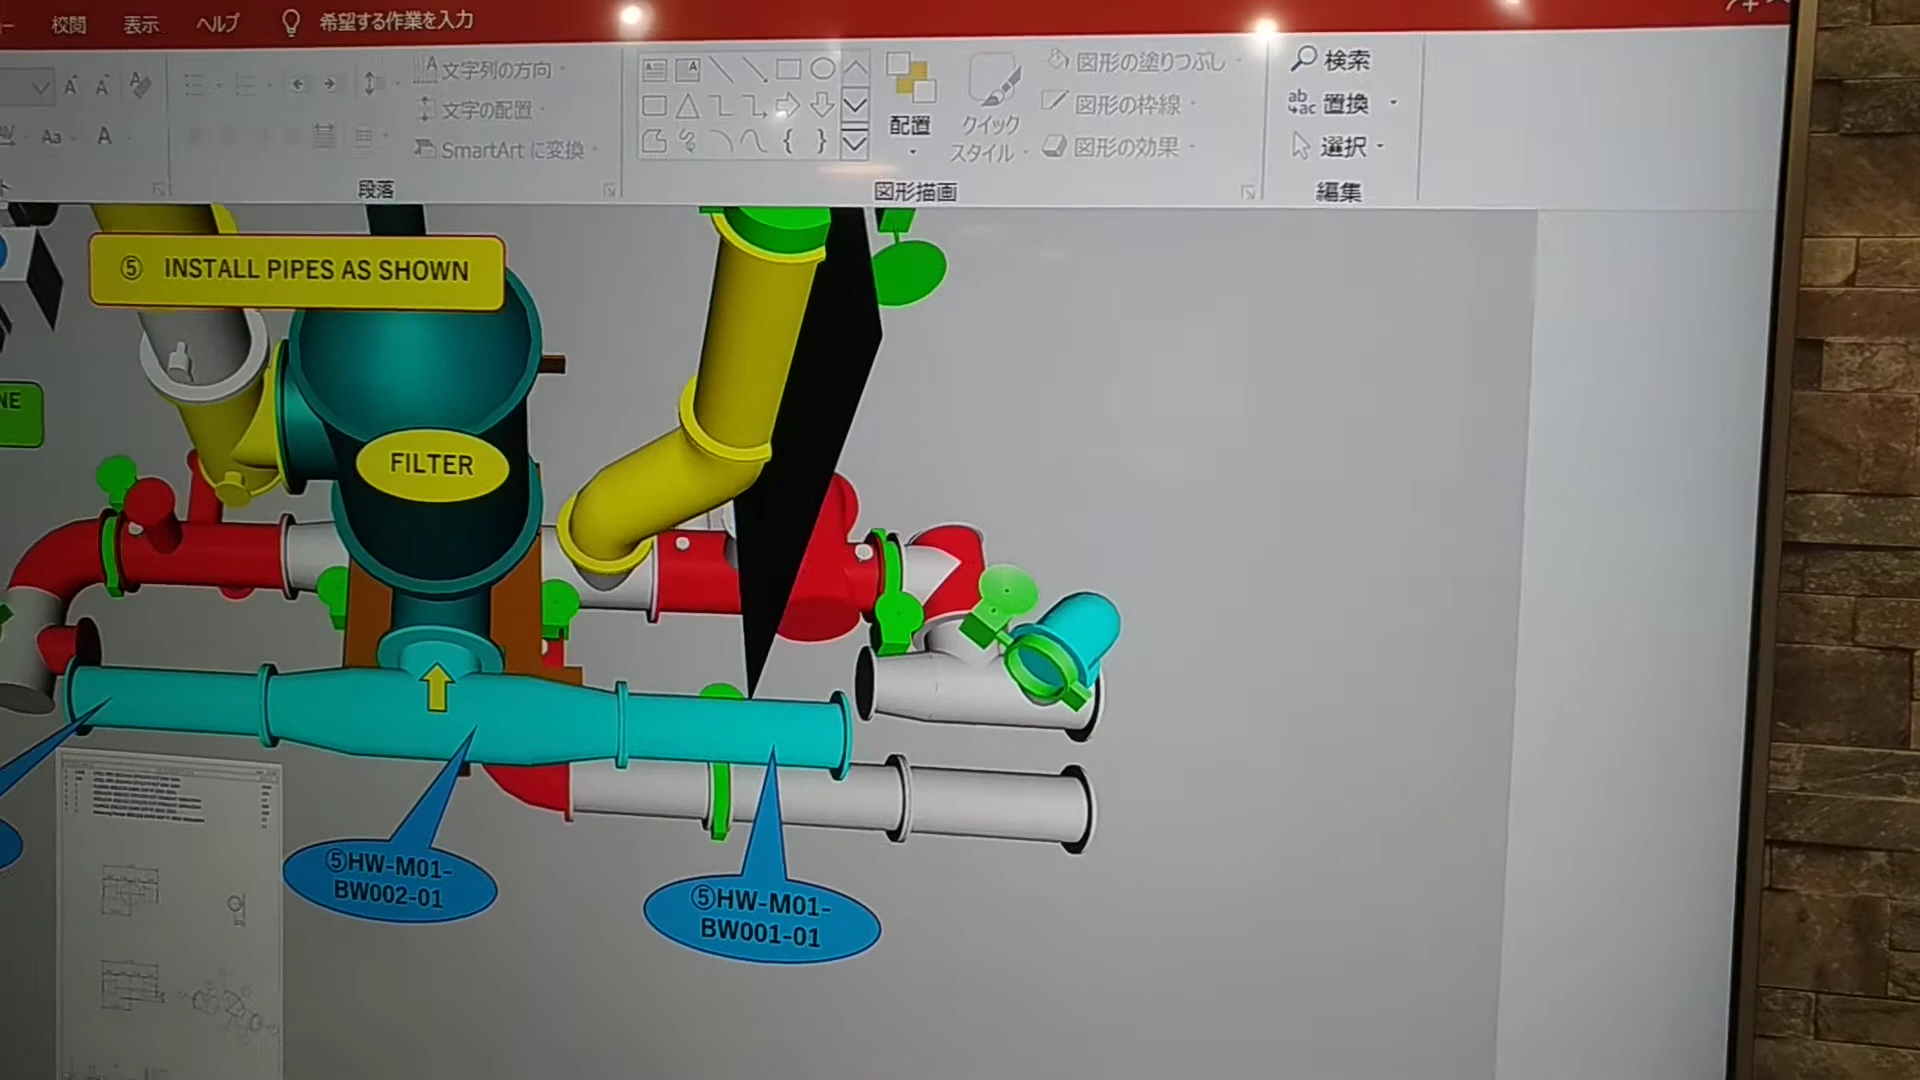 校閲 表示 ヘルプ 希望する作業を入力
文字列の方向
文字の配置
SmartArt に変換
段落
Aa
A
配置
クイック
スタイル
図形の塗りつぶし
図形の枠線
図形の効果
図形描画
検索
置換
選択
編集
⑤ INSTALL PIPES AS SHOWN
NE
FILTER
⑤HW-M01-
BW002-01
⑤HW-M01-
BW001-01